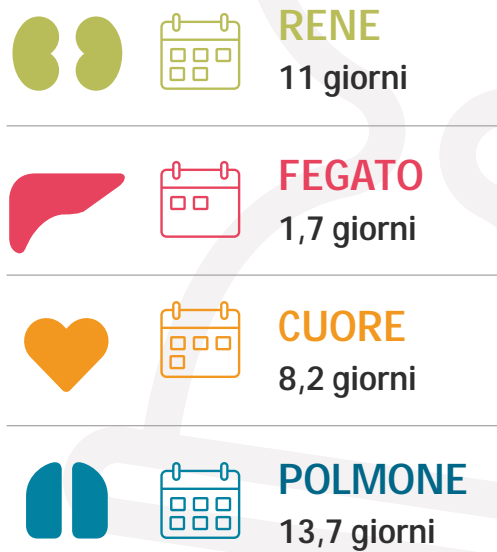 RENE
11 giorni
FEGATO
1,7 giorni
CUORE
8,2 giorni
POLMONE
13,7 giorni